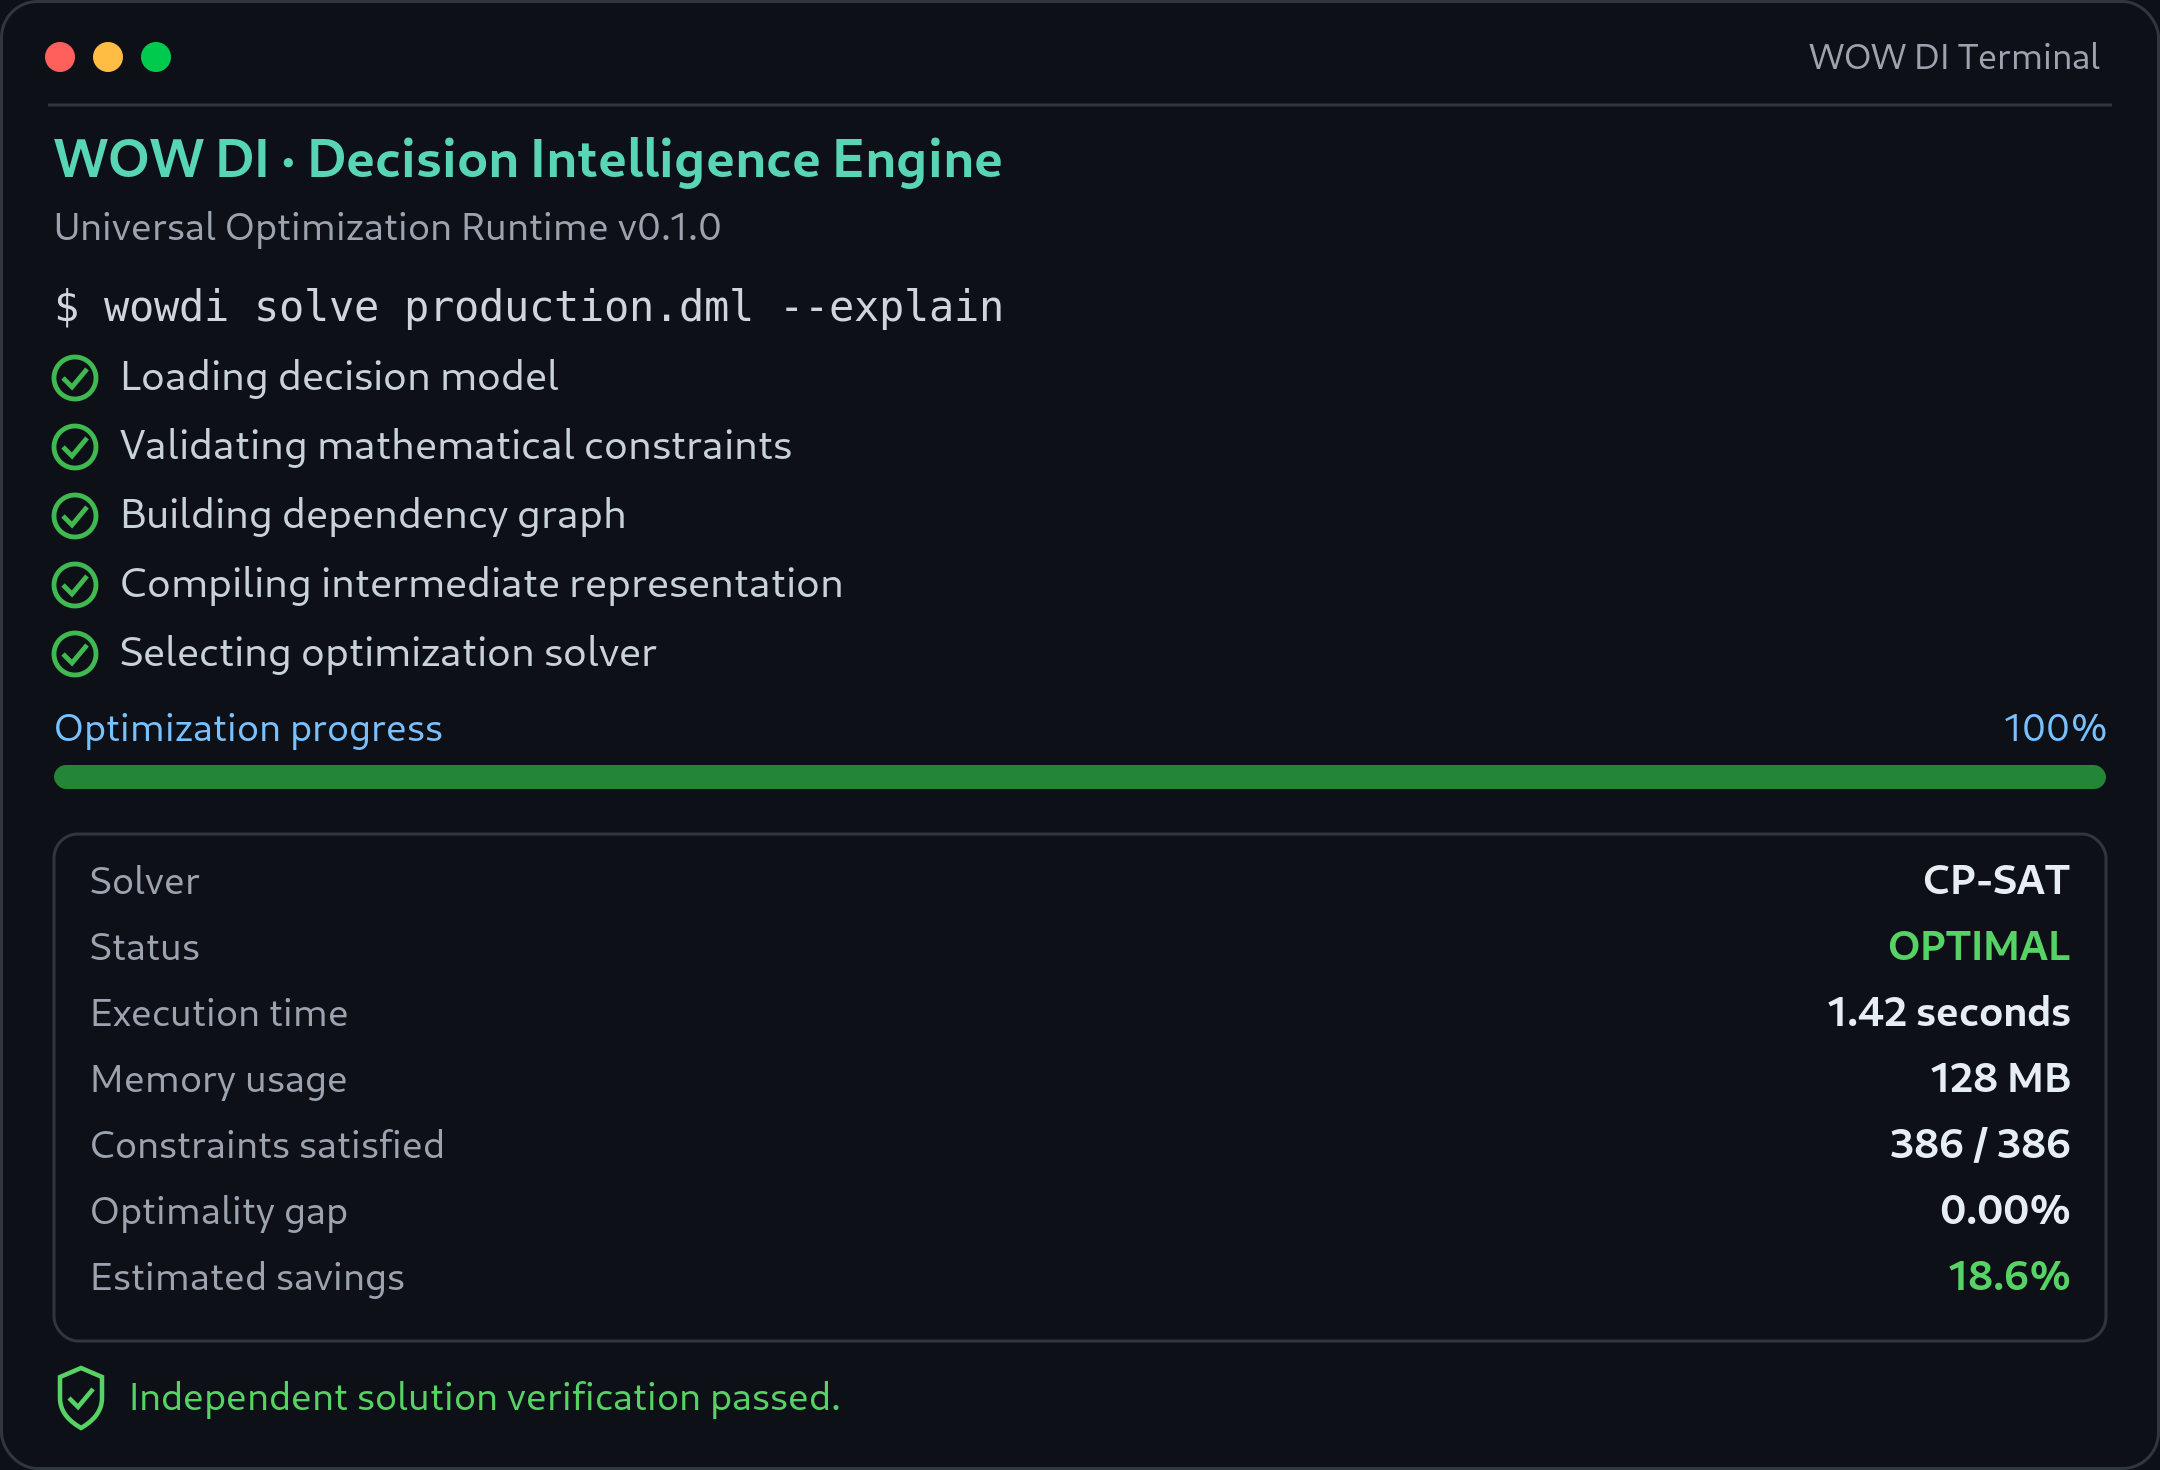 WOW DI Terminal
WOW DI · Decision Intelligence Engine
Universal Optimization Runtime v0.1.0
$ wowdi solve production.dml --explain
Loading decision model
Validating mathematical constraints
Building dependency graph
Compiling intermediate representation
Selecting optimization solver
Optimization progress 100%
Solver CP-SAT
Status OPTIMAL
Execution time 1.42 seconds
Memory usage 128 MB
Constraints satisfied 386 / 386
Optimality gap 0.00%
Estimated savings 18.6%
Independent solution verification passed.